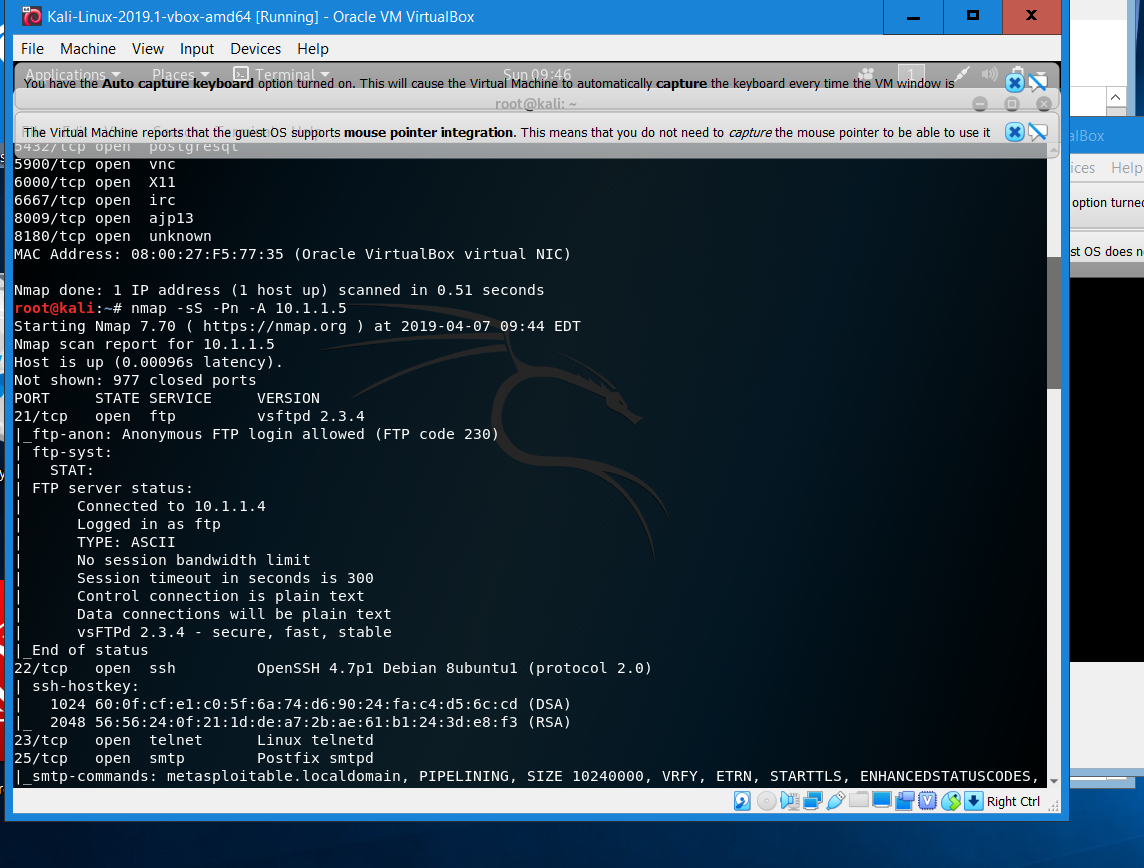 Kali-Linux-2019.1-vbox-amd64 [Running] - Oracle VM VirtualBox
File Machine View Input Devices Help
Applications Places Terminal Sun 09:46 1
You have the Auto capture keyboard option turned on. This will cause the Virtual Machine to automatically capture the keyboard every time the VM window is
root@kali: ~
The Virtual Machine reports that the guest OS supports mouse pointer integration. This means that you do not need to capture the mouse pointer to be able to use it
5432/tcp open postgresql
5900/tcp open vnc
6000/tcp open X11
6667/tcp open irc
8009/tcp open ajp13
8180/tcp open unknown
MAC Address: 08:00:27:F5:77:35 (Oracle VirtualBox virtual NIC)
Nmap done: 1 IP address (1 host up) scanned in 0.51 seconds
root@kali:~# nmap -sS -Pn -A 10.1.1.5
Starting Nmap 7.70 ( https://nmap.org ) at 2019-04-07 09:44 EDT
Nmap scan report for 10.1.1.5
Host is up (0.00096s latency).
Not shown: 977 closed ports
PORT STATE SERVICE VERSION
21/tcp open ftp vsftpd 2.3.4
|_ftp-anon: Anonymous FTP login allowed (FTP code 230)
| ftp-syst:
| STAT:
| FTP server status:
| Connected to 10.1.1.4
| Logged in as ftp
| TYPE: ASCII
| No session bandwidth limit
| Session timeout in seconds is 300
| Control connection is plain text
| Data connections will be plain text
| vsFTPd 2.3.4 - secure, fast, stable
|_End of status
22/tcp open ssh OpenSSH 4.7p1 Debian 8ubuntu1 (protocol 2.0)
| ssh-hostkey:
| 1024 60:0f:cf:e1:c0:5f:6a:74:d6:90:24:fa:c4:d5:6c:cd (DSA)
|_ 2048 56:56:24:0f:21:1d:de:a7:2b:ae:61:b1:24:3d:e8:f3 (RSA)
23/tcp open telnet Linux telnetd
25/tcp open smtp Postfix smtpd
|_smtp-commands: metasploitable.localdomain, PIPELINING, SIZE 10240000, VRFY, ETRN, STARTTLS, ENHANCEDSTATUSCODES,
Right Ctrl
alBox
ices Help
option turned
st OS does n